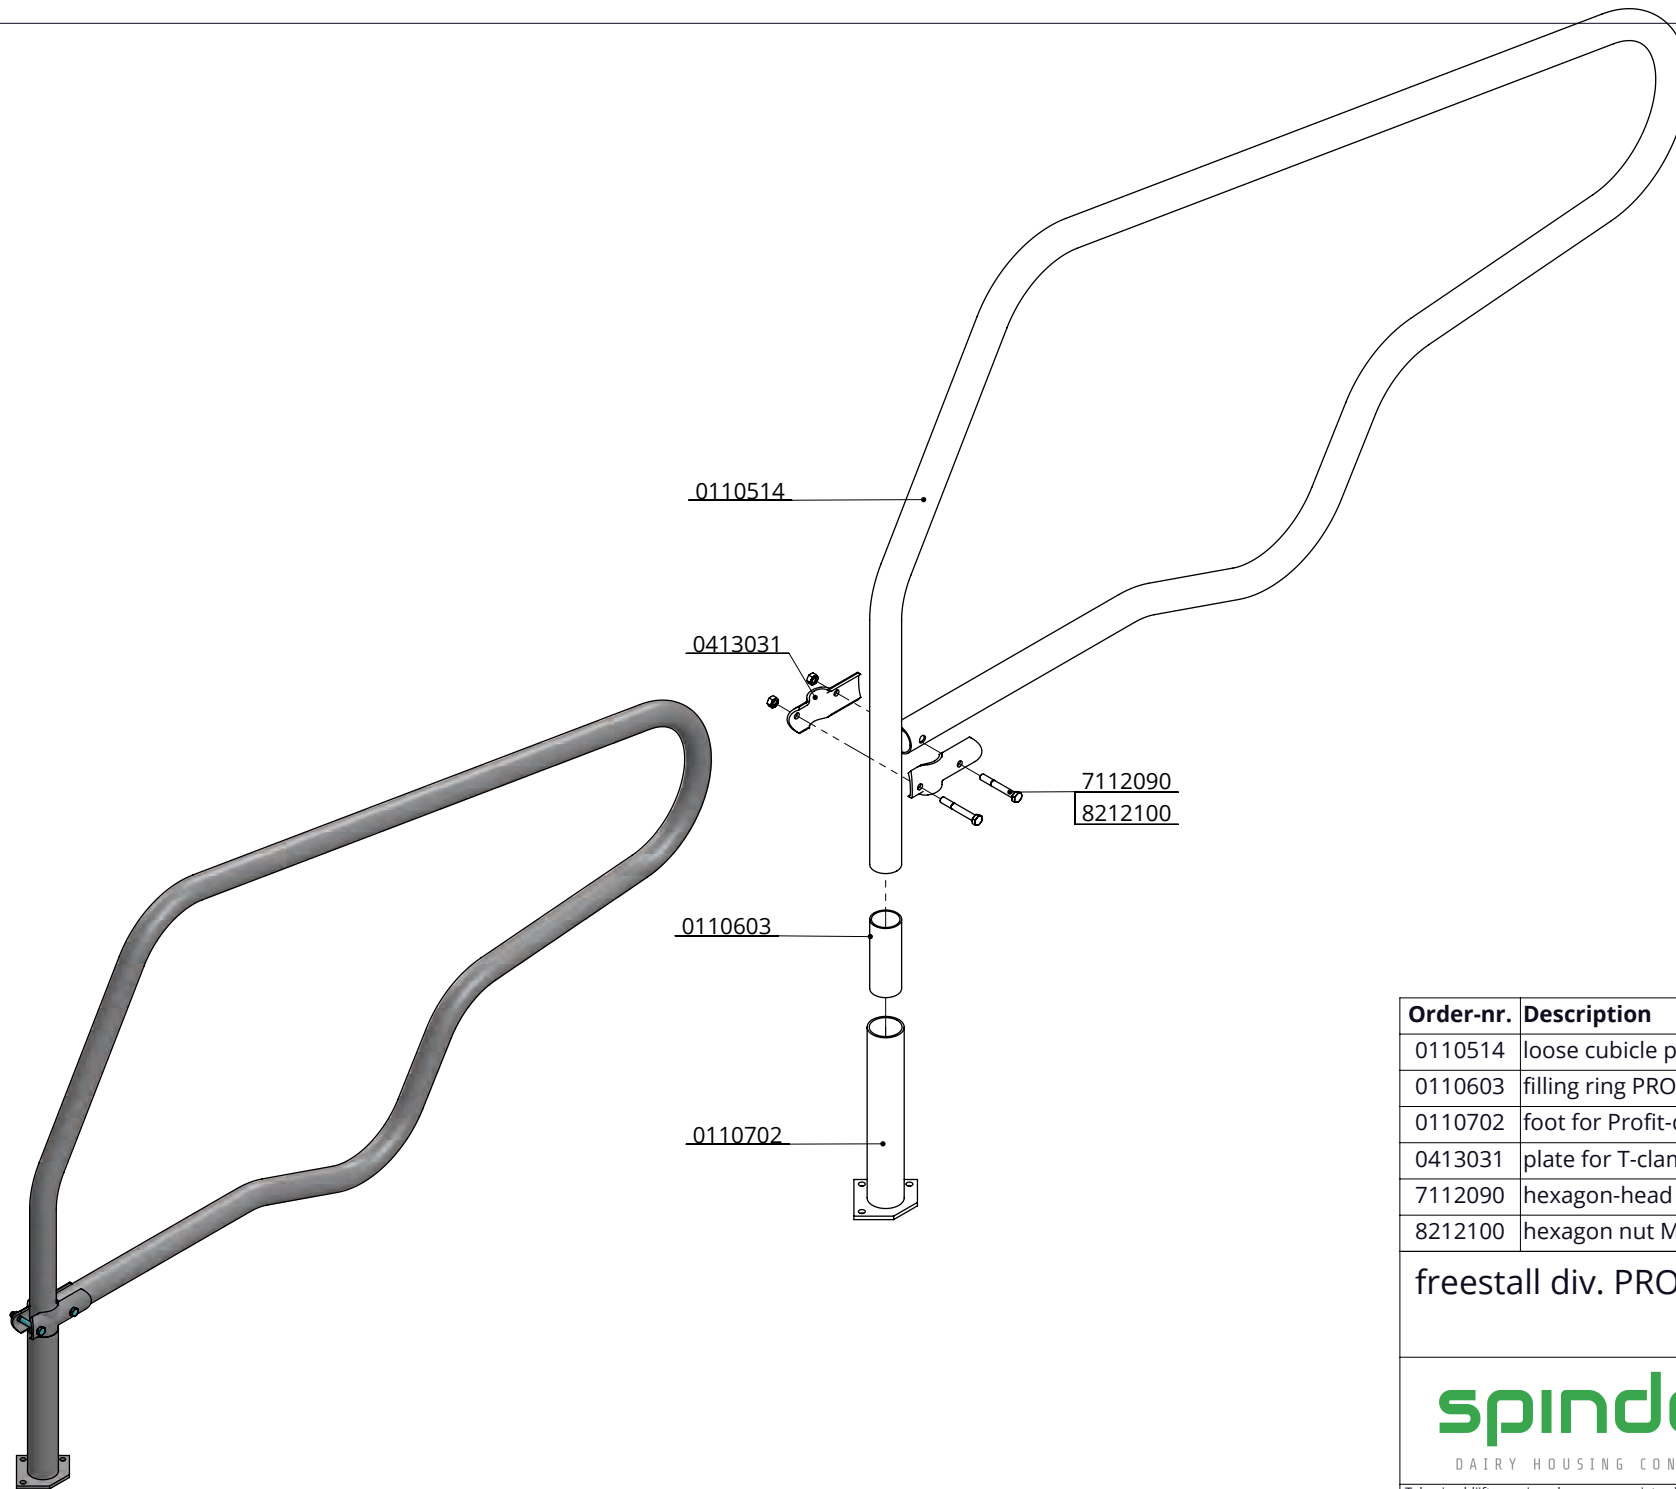 0110514
0413031
7112090
8212100
0110603
0110702
Order-nr. Description
0110514 loose cubicle p
0110603 filling ring PRO
0110702 foot for Profit-
0413031 plate for T-clan
7112090 hexagon-head
8212100 hexagon nut M
freestall div. PRO
spinde
DAIRY HOUSING CON